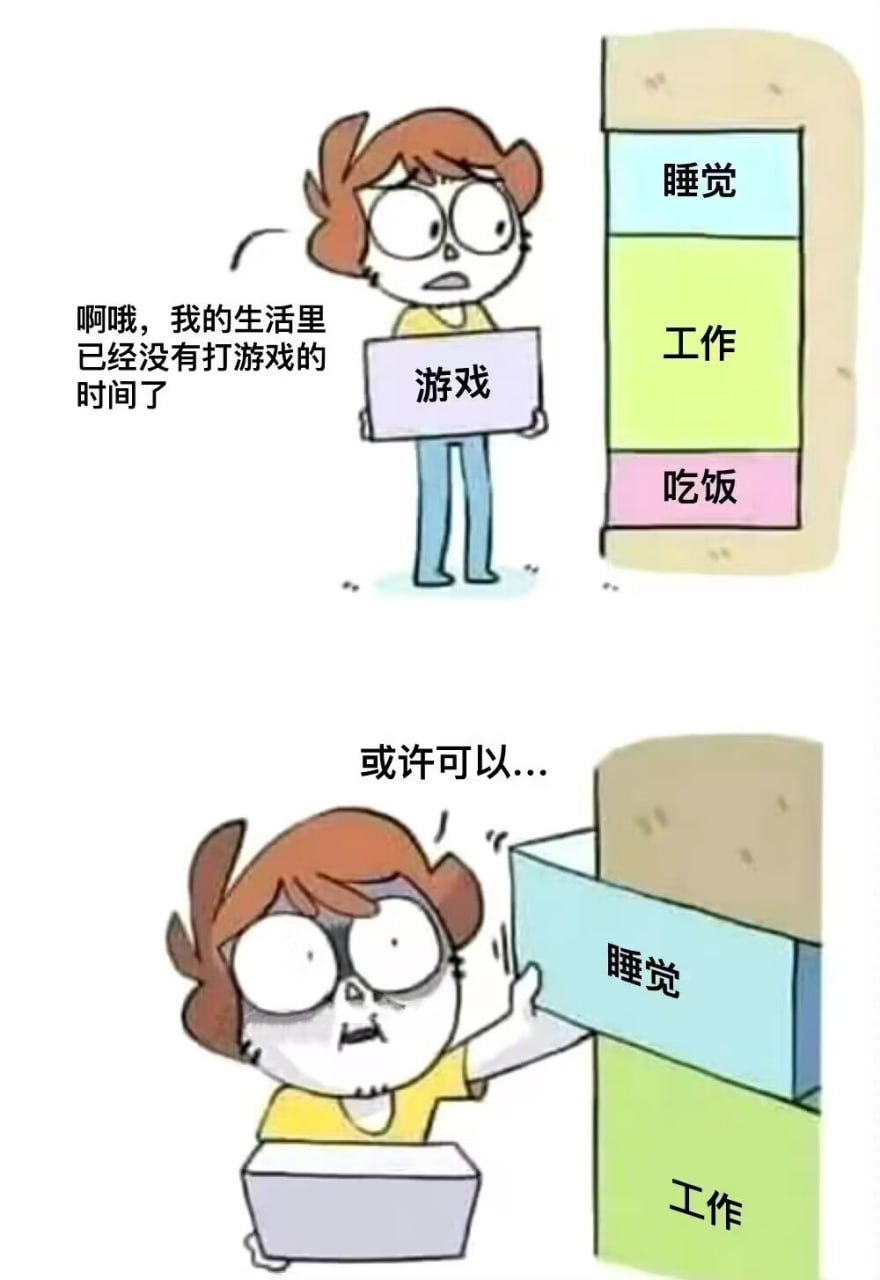 睡觉
工作
吃饭
啊哦，我的生活里
已经没有打游戏的
时间了
游戏
或许可以...
睡觉
工作